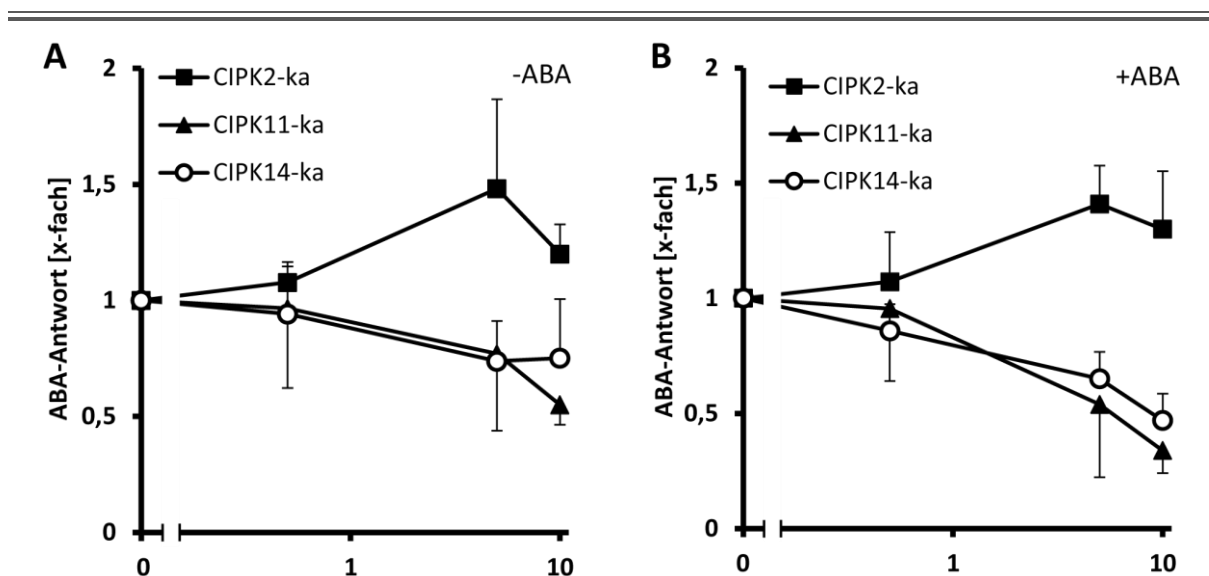 A
-ABA
CIPK2-ka
CIPK11-ka
CIPK14-ka
ABA-Antwort [x-fach]
2
1,5
1
0,5
0
0
1
10
B
+ABA
CIPK2-ka
CIPK11-ka
CIPK14-ka
ABA-Antwort [x-fach]
2
1,5
1
0,5
0
0
1
10